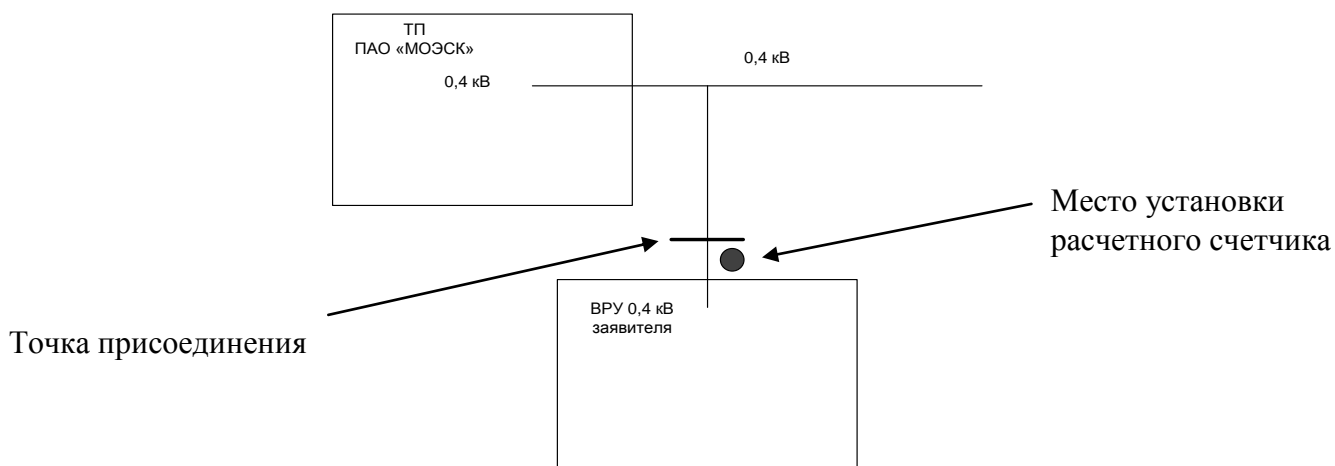 ТП
ПАО «МОЭСК»
0,4 кВ
0,4 кВ
Место установки
расчетного счетчика
ВРУ 0,4 кВ
заявителя
Точка присоединения